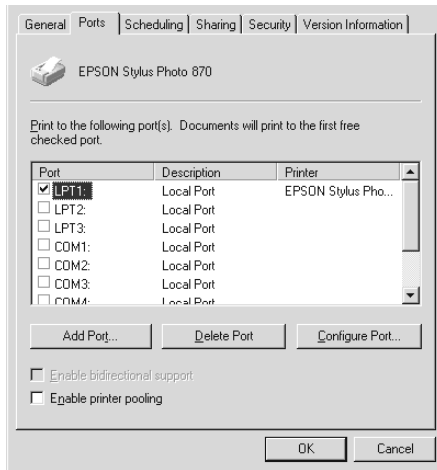 General Ports Scheduling Sharing Security Version Information
EPSON Stylus Photo 870
Print to the following port(s). Documents will print to the first free
checked port.
Port Description Printer
LPT1: Local Port EPSON Stylus Pho...
LPT2: Local Port
LPT3: Local Port
COM1: Local Port
COM2: Local Port
COM3: Local Port
COM4: Local Port
Add Port... Delete Port Configure Port...
Enable bidirectional support
Enable printer pooling
OK Cancel